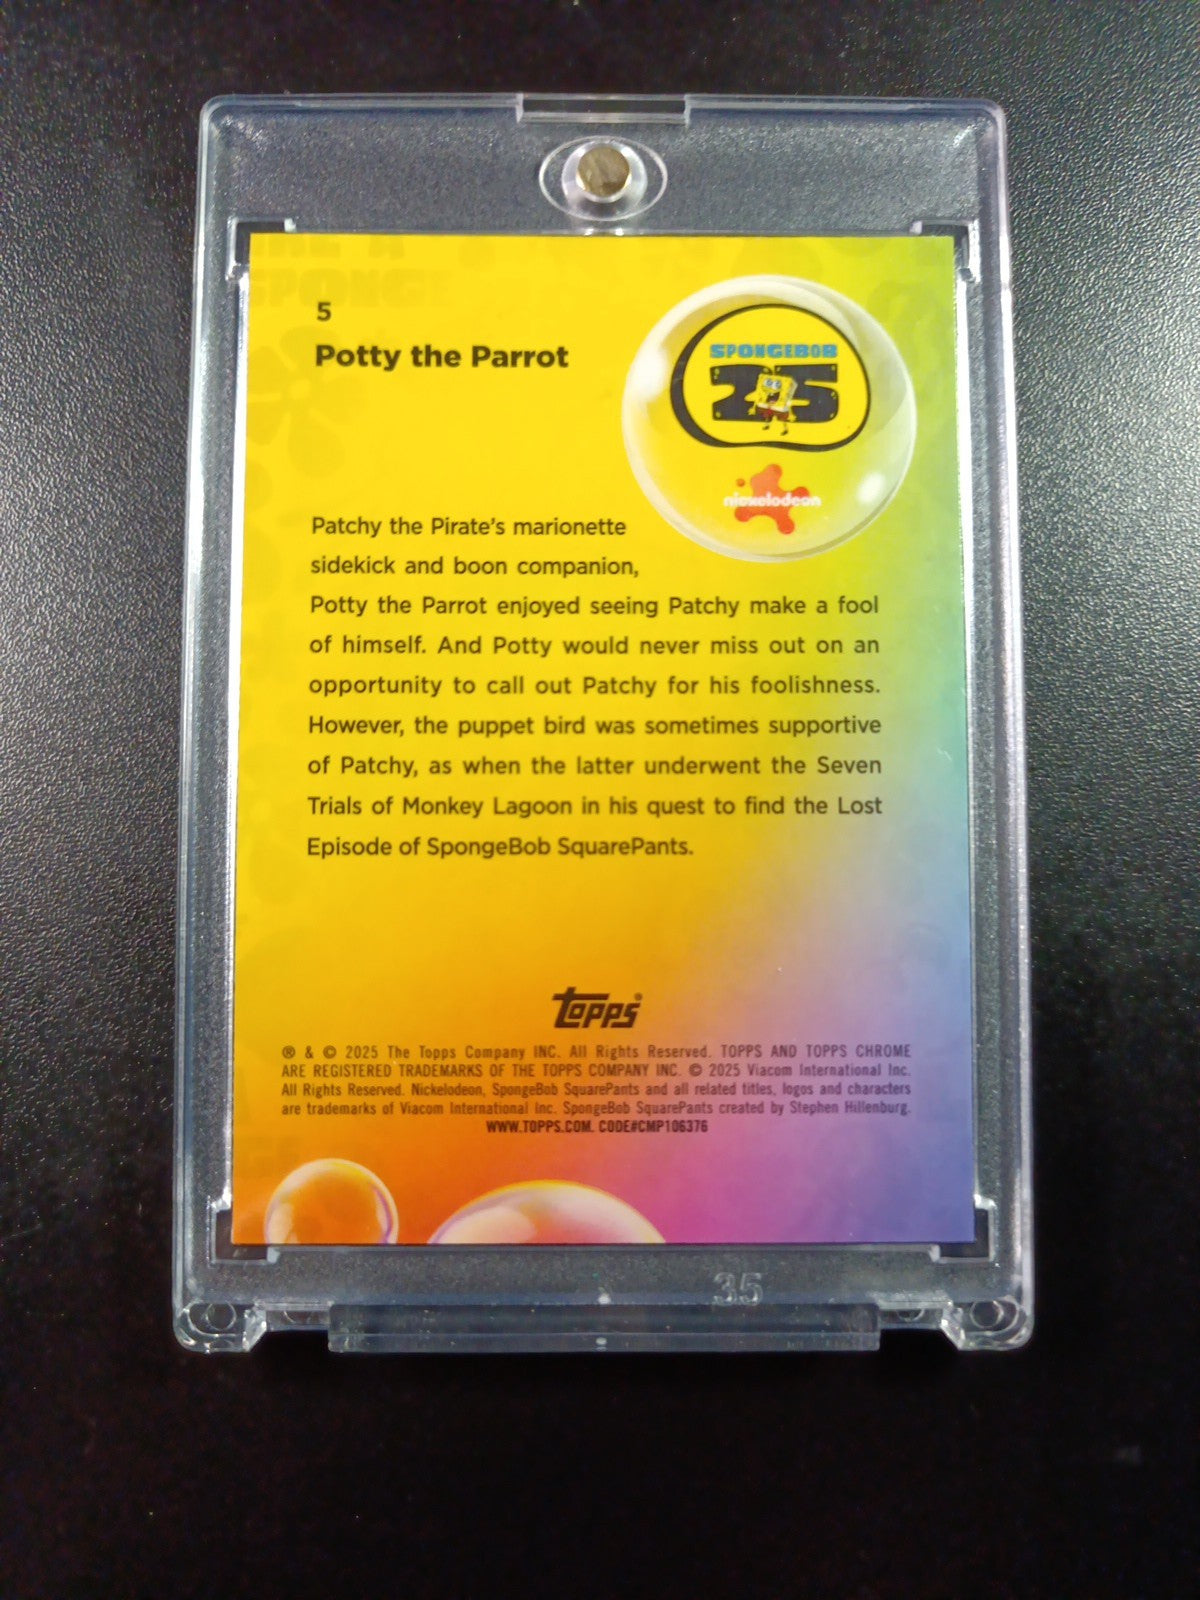 5
Potty the Parrot
SPONGEBOB
25
nickelodeon
Patchy the Pirate's marionette
sidekick and boon companion,
Potty the Parrot enjoyed seeing Patchy make a fool
of himself. And Potty would never miss out on an
opportunity to call out Patchy for his foolishness.
However, the puppet bird was sometimes supportive
of Patchy, as when the latter underwent the Seven
Trials of Monkey Lagoon in his quest to find the Lost
Episode of SpongeBob SquarePants.
Topps®
® & © 2025 The Topps Company INC. All Rights Reserved. TOPPS AND TOPPS CHROME
ARE REGISTERED TRADEMARKS OF THE TOPPS COMPANY INC. © 2025 Viacom International Inc.
All Rights Reserved. Nickelodeon, SpongeBob SquarePants and all related titles, logos and characters
are trademarks of Viacom International Inc. SpongeBob SquarePants created by Stephen Hillenburg.
WWW.TOPPS.COM. CODE#CMP106376
35